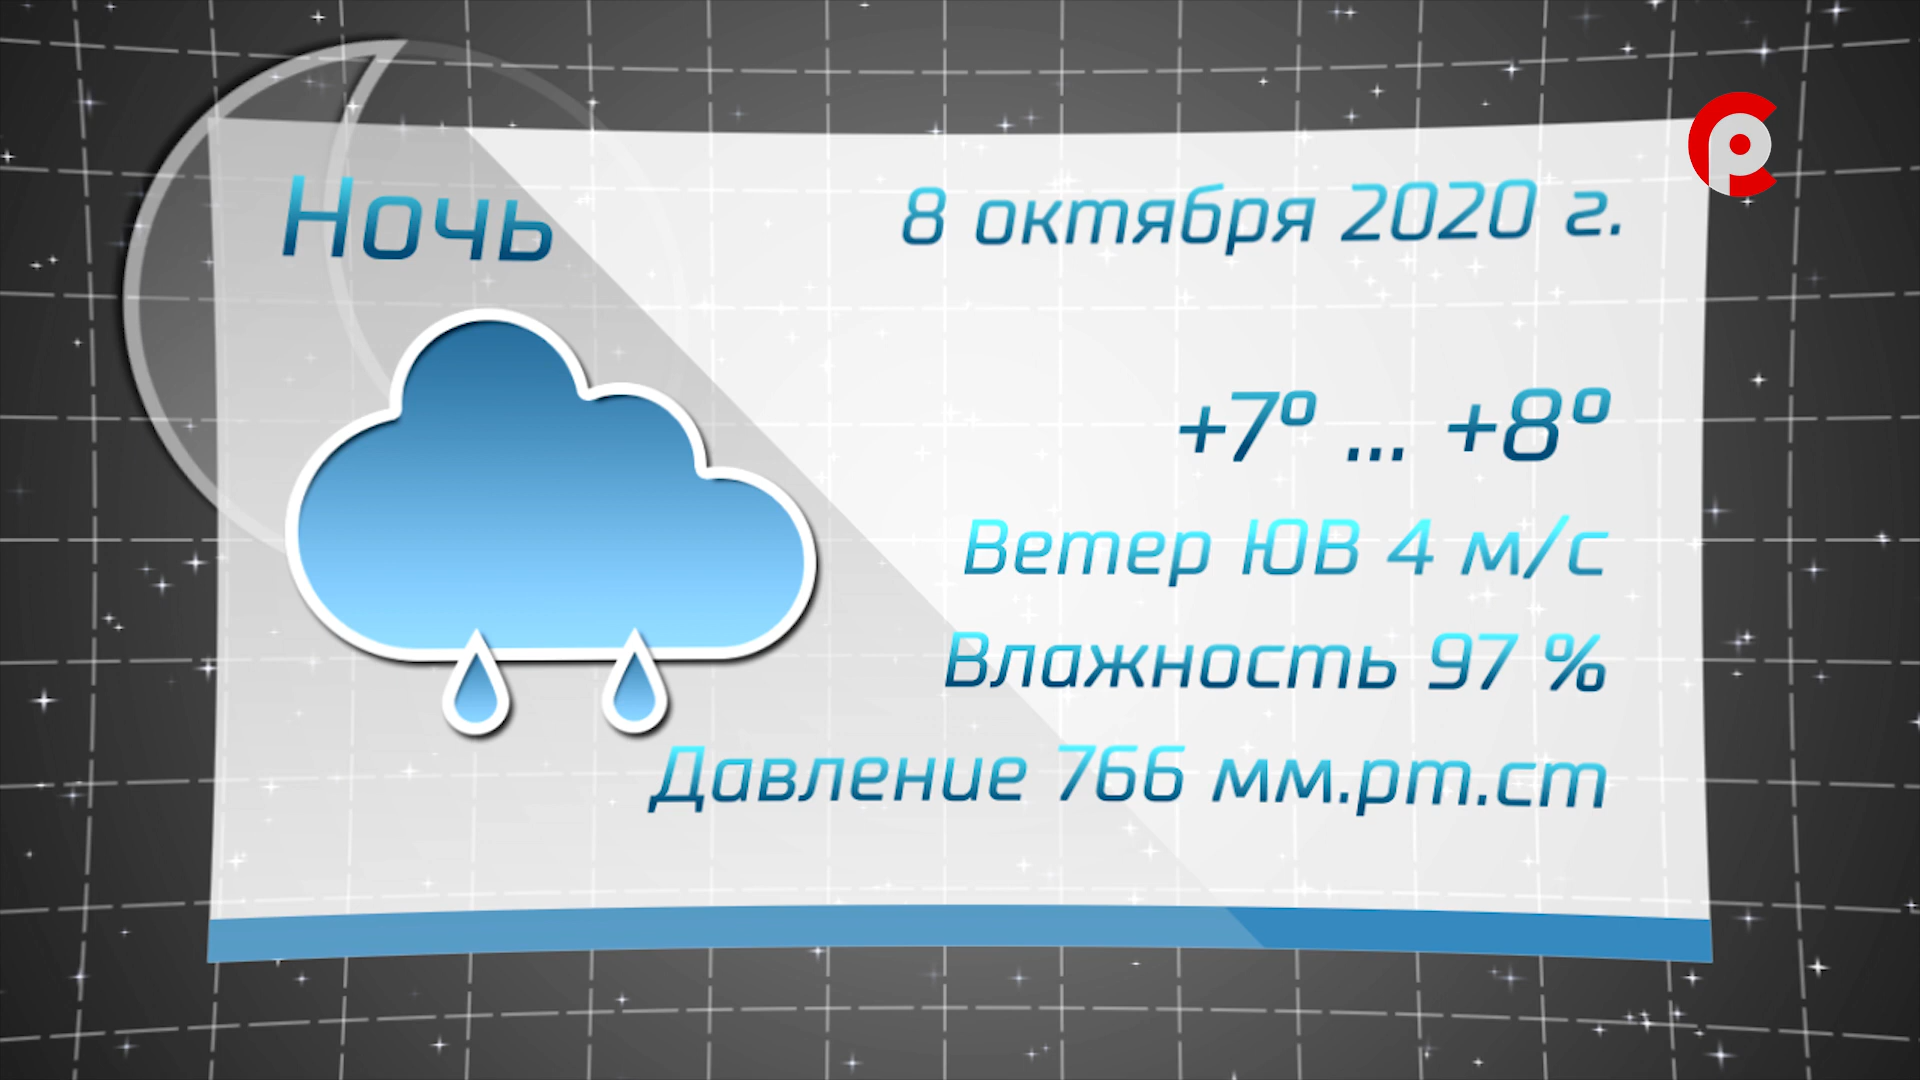 Ночь
8 октября 2020 г.
+7° ... +8°
Ветер ЮВ 4 м/с
Влажность 97 %
Давление 766 мм.рт.ст